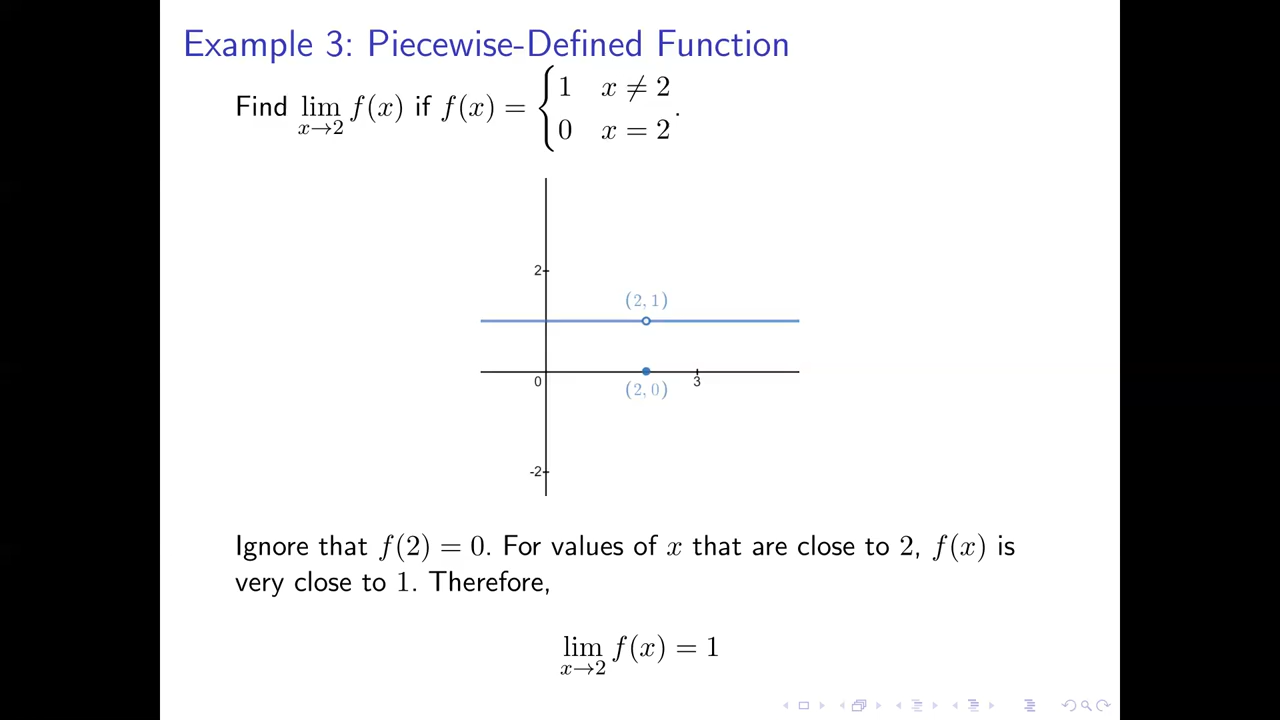 Example 3: Piecewise-Defined Function
Find lim x→2 f(x) if f(x) = { 1 x ≠ 2
0 x = 2 .
2
(2, 1)
0
3
(2, 0)
-2
Ignore that f(2) = 0. For values of x that are close to 2, f(x) is
very close to 1. Therefore,
lim x→2 f(x) = 1